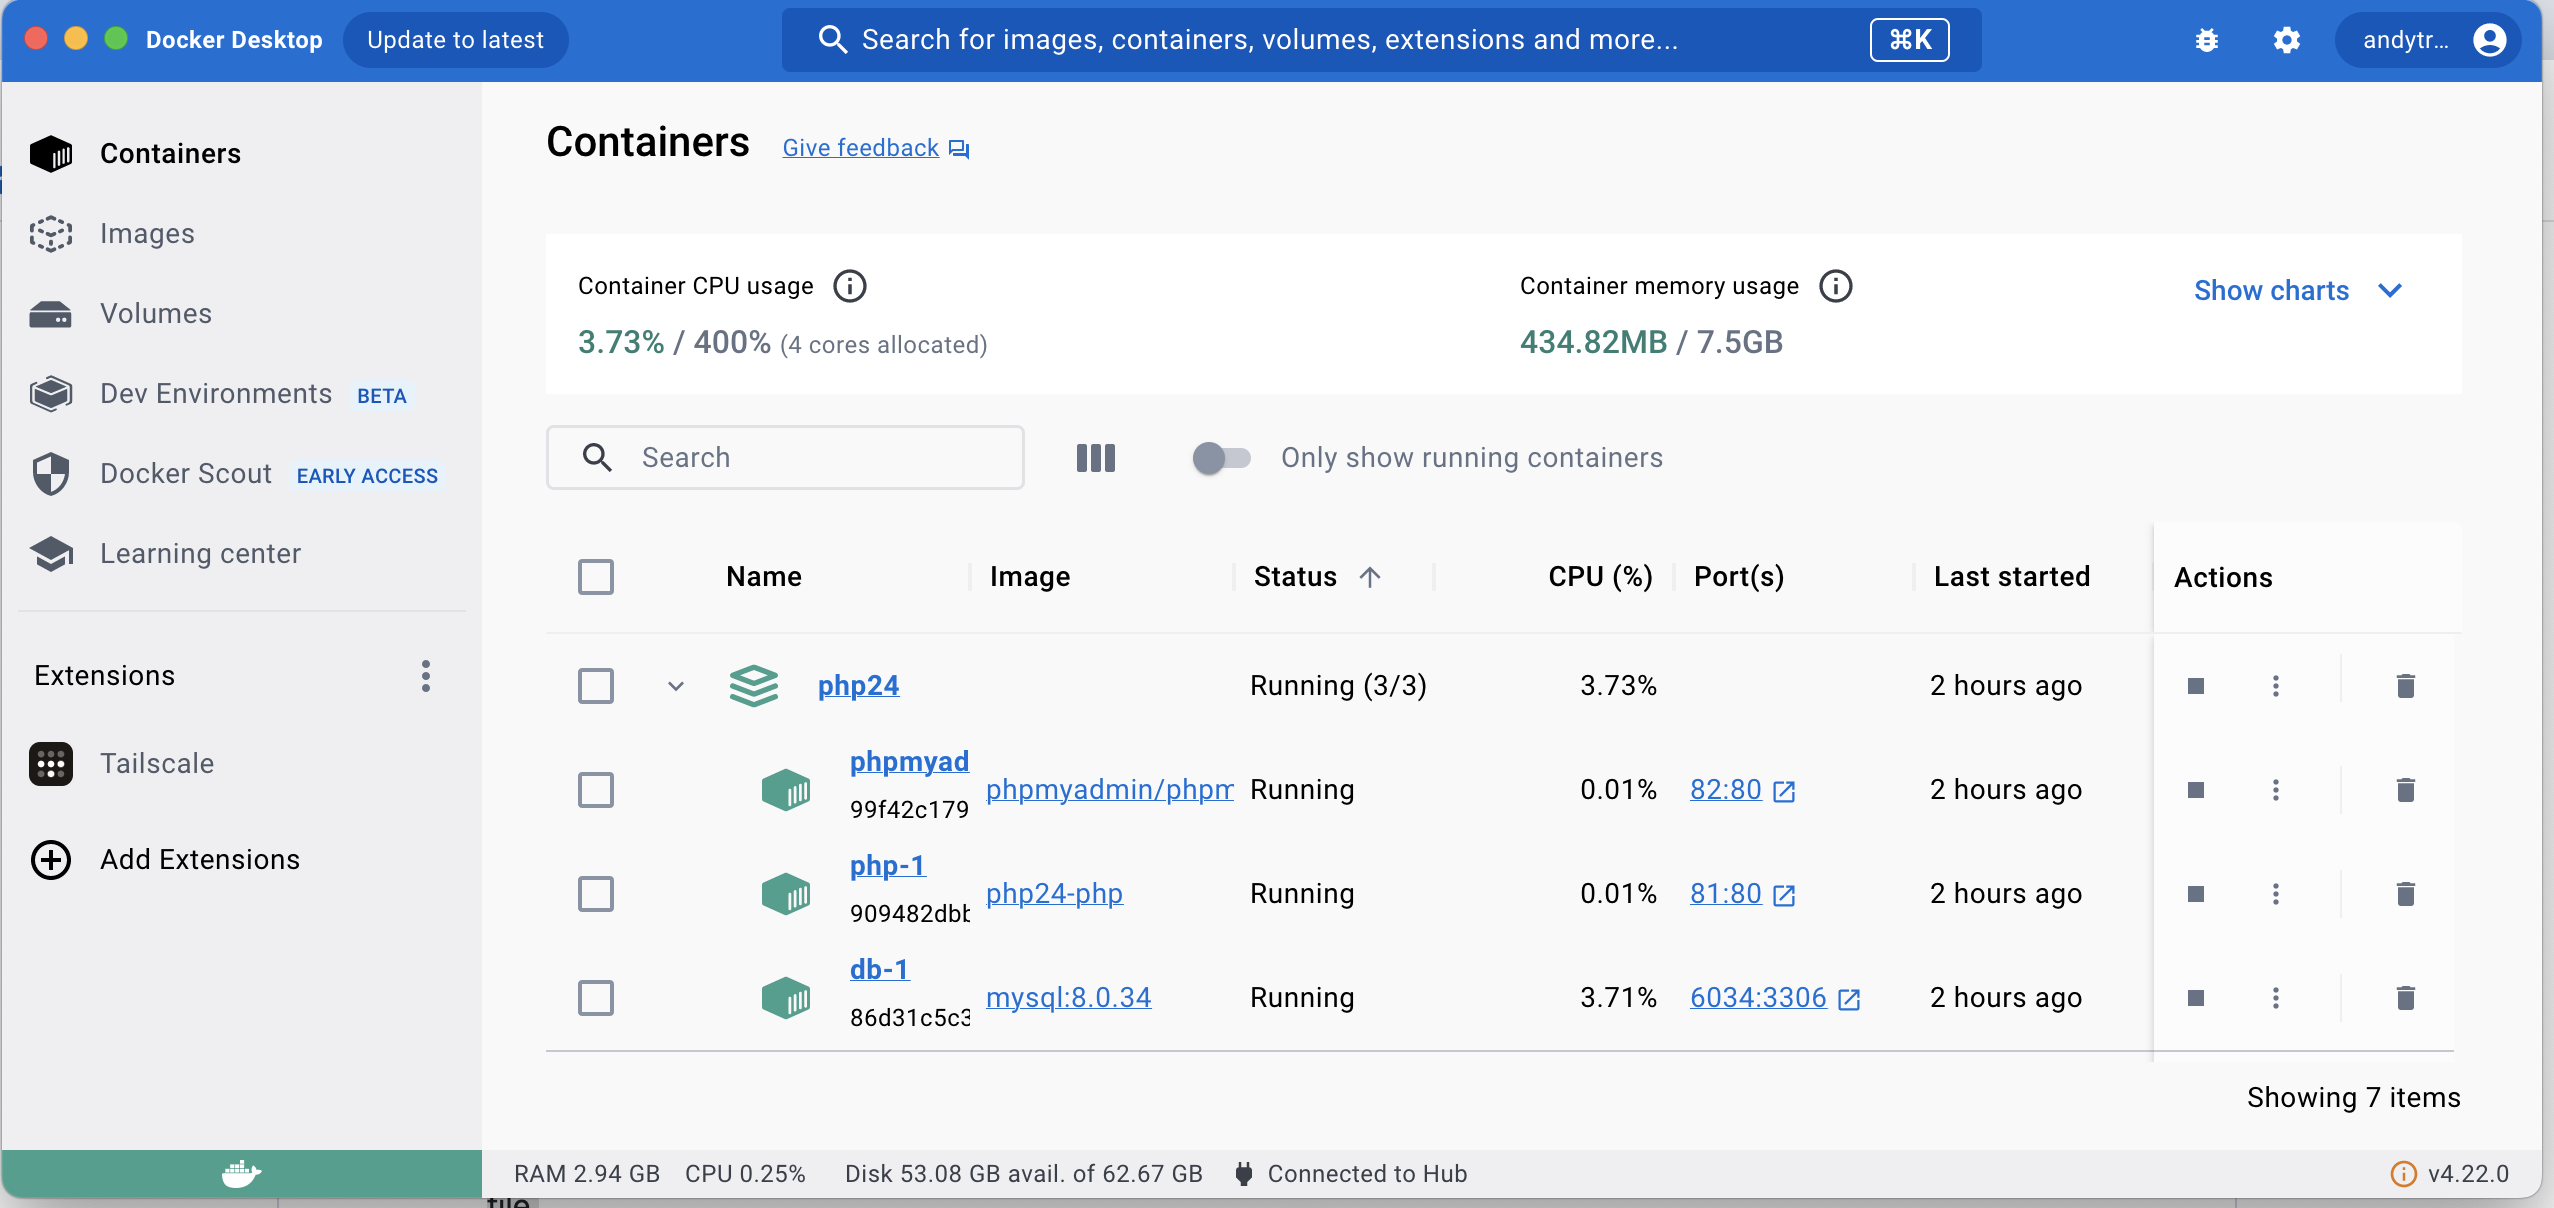 Docker Desktop
Update to latest
Search for images, containers, volumes, extensions and more...
⌘K
andytr...
Containers
Images
Volumes
Dev Environments BETA
Docker Scout EARLY ACCESS
Learning center
Extensions
Tailscale
Add Extensions
Containers
Give feedback
Container CPU usage
3.73% / 400% (4 cores allocated)
Container memory usage
434.82MB / 7.5GB
Show charts
Search
Only show running containers
Name Image Status CPU (%) Port(s) Last started Actions
php24 Running (3/3) 3.73% 2 hours ago
phpmyad
99f42c179
phpmyadmin/phpm Running 0.01% 82:80 2 hours ago
php-1
909482dbb
php24-php Running 0.01% 81:80 2 hours ago
db-1
86d31c5c3
mysql:8.0.34 Running 3.71% 6034:3306 2 hours ago
Showing 7 items
RAM 2.94 GB CPU 0.25% Disk 53.08 GB avail. of 62.67 GB Connected to Hub
v4.22.0
file